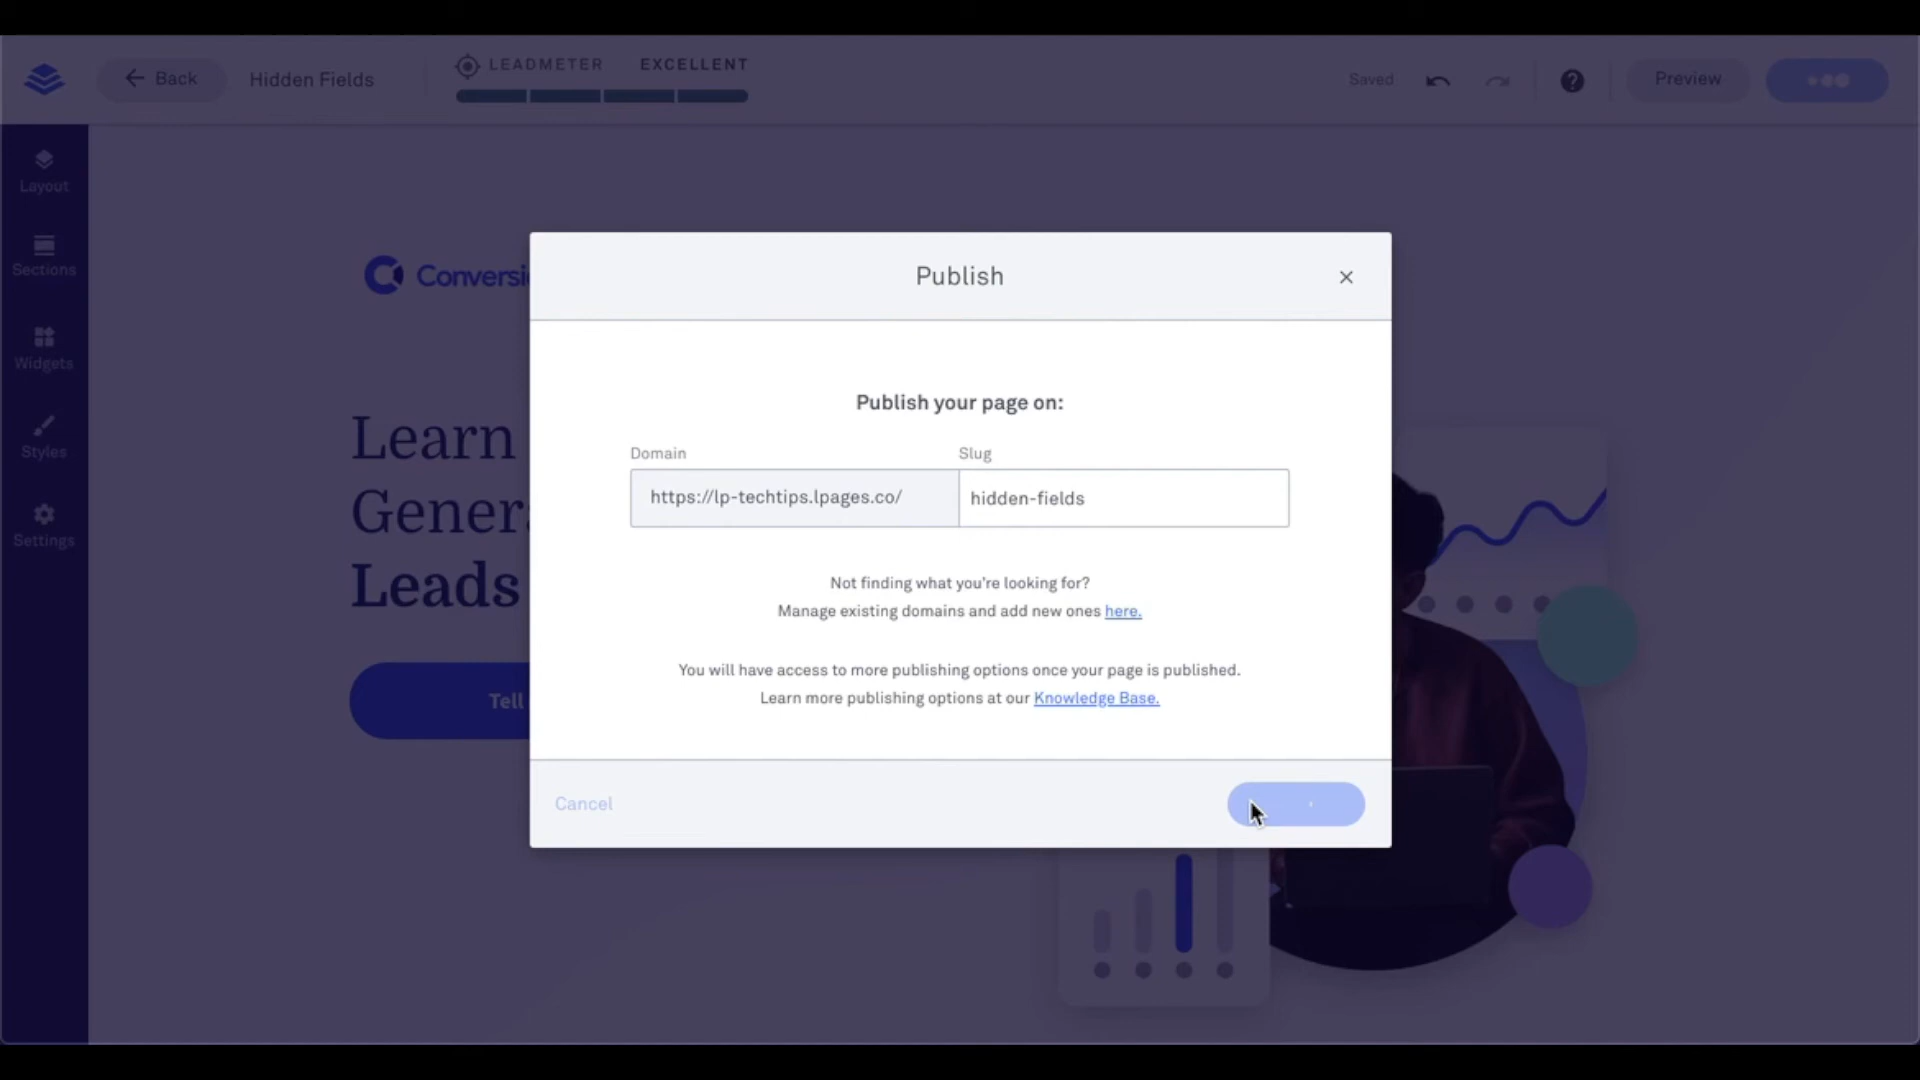 Back
Hidden Fields
LEADMETER EXCELLENT
Saved
Preview
Layout
Sections
Widgets
Styles
Settings
Learn
Leads
Tell
Publish
Publish your page on:
Domain
Slug
https://lp-techtips.lpages.co/
hidden-fields
Not finding what you're looking for?
Manage existing domains and add new ones here.
You will have access to more publishing options once your page is published.
Learn more publishing options at our Knowledge Base.
Cancel